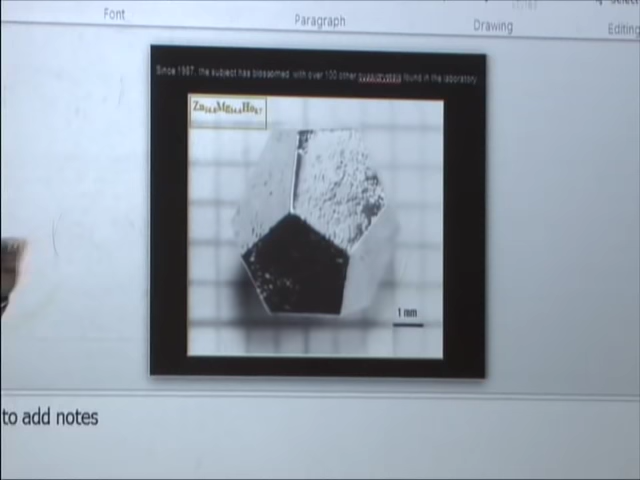 Font
Paragraph
Drawing
Editing
Since 1987, the subject has blossomed with over 100 other quasicrystals found in the laboratory
1 mm
to add notes